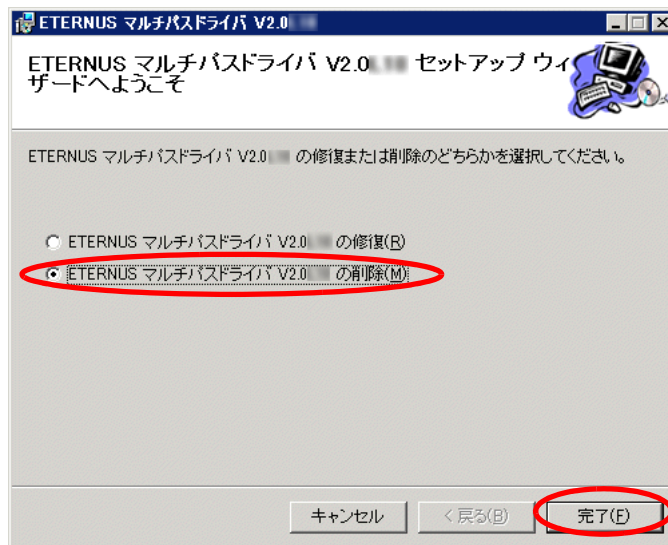 ETERNUS マルチパスドライバ V2.0
ETERNUS マルチパスドライバ V2.0 セットアップ ウィ
ザードへようこそ
ETERNUS マルチパスドライバ V2.0 の修復または削除のどちらかを選択してください。
ETERNUS マルチパスドライバ V2.0 の修復(R)
ETERNUS マルチパスドライバ V2.0 の削除(M)
キャンセル < 戻る(B) 完了(F)